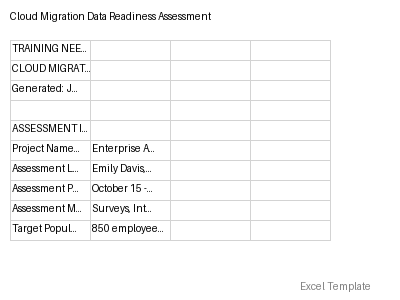 Cloud Migration Data Readiness Assessment
TRAINING NEE...
CLOUD MIGRAT...
Generated: J...
ASSESSMENT I...
Project Name... Enterprise A...
Assessment L... Emily Davis,...
Assessment P... October 15 -...
Assessment M... Surveys, Int...
Target Popul... 850 employee...
Excel Template